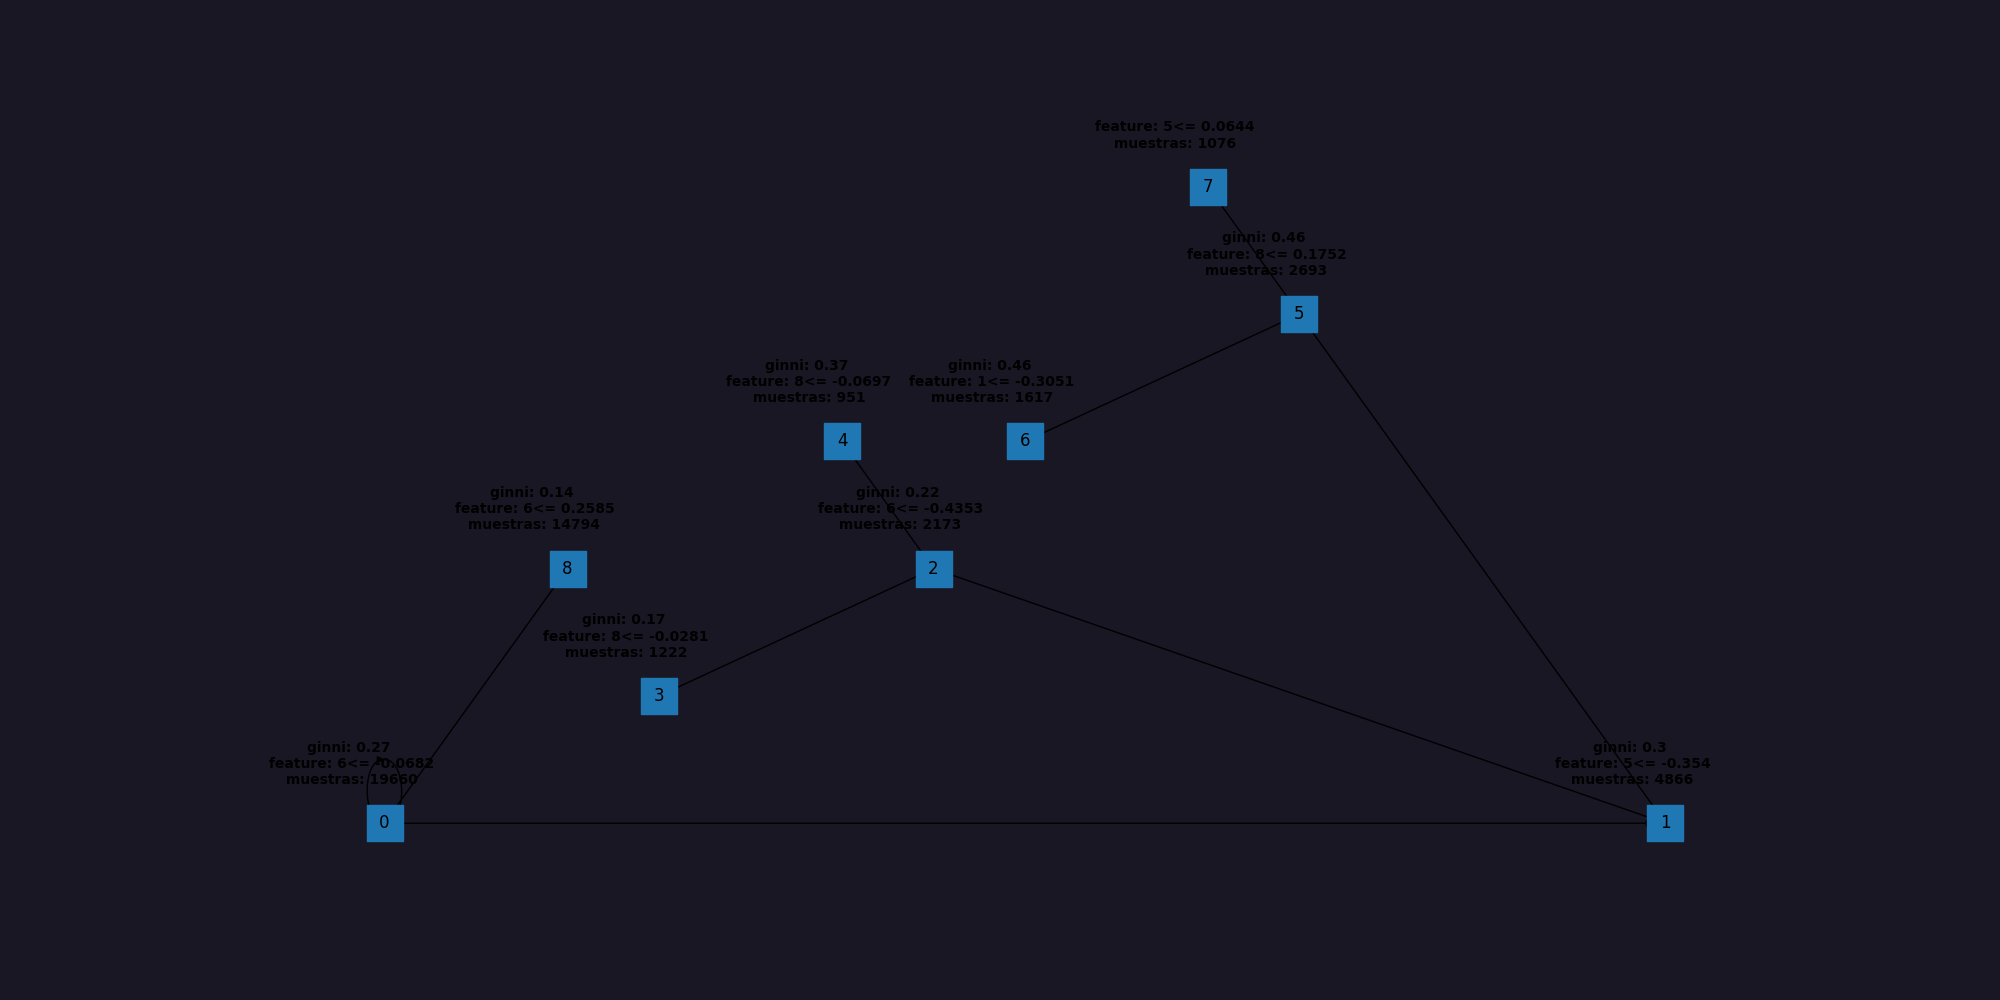 feature: 5<= 0.0644
muestras: 1076
7
ginni: 0.46
feature: 8<= 0.1752
muestras: 2693
5
ginni: 0.37
feature: 8<= -0.0697
muestras: 951
4
ginni: 0.46
feature: 1<= -0.3051
muestras: 1617
6
ginni: 0.14
feature: 6<= 0.2585
muestras: 14794
8
ginni: 0.22
feature: 6<= -0.4353
muestras: 2173
2
ginni: 0.17
feature: 8<= -0.0281
muestras: 1222
3
ginni: 0.27
feature: 6<= -0.0682
muestras: 19660
0
ginni: 0.3
feature: 5<= -0.354
muestras: 4866
1